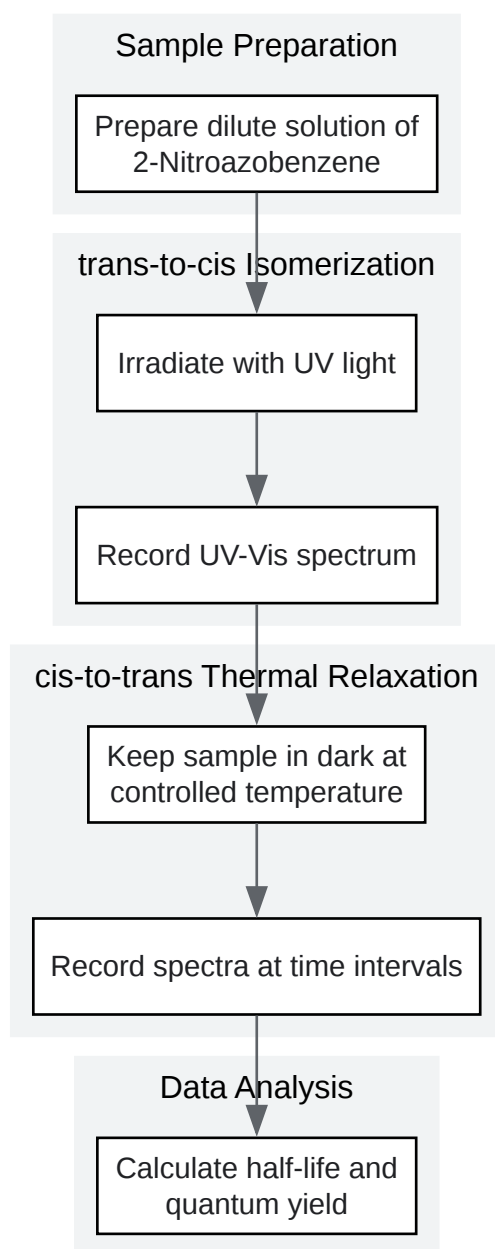 Sample Preparation
Prepare dilute solution of
2-Nitroazobenzene
trans-to-cis Isomerization
Irradiate with UV light
Record UV-Vis spectrum
cis-to-trans Thermal Relaxation
Keep sample in dark at
controlled temperature
Record spectra at time intervals
Data Analysis
Calculate half-life and
quantum yield